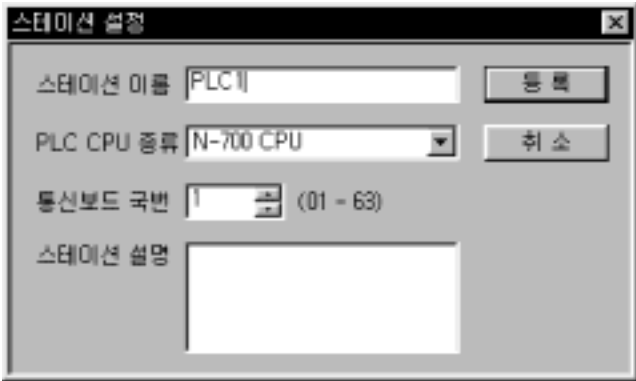 스테이션 설정
스테이션 이름 PLC1 등 록
PLC CPU 종류 N-700 CPU 취 소
통신보드 국번 1 (01 - 63)
스테이션 설명